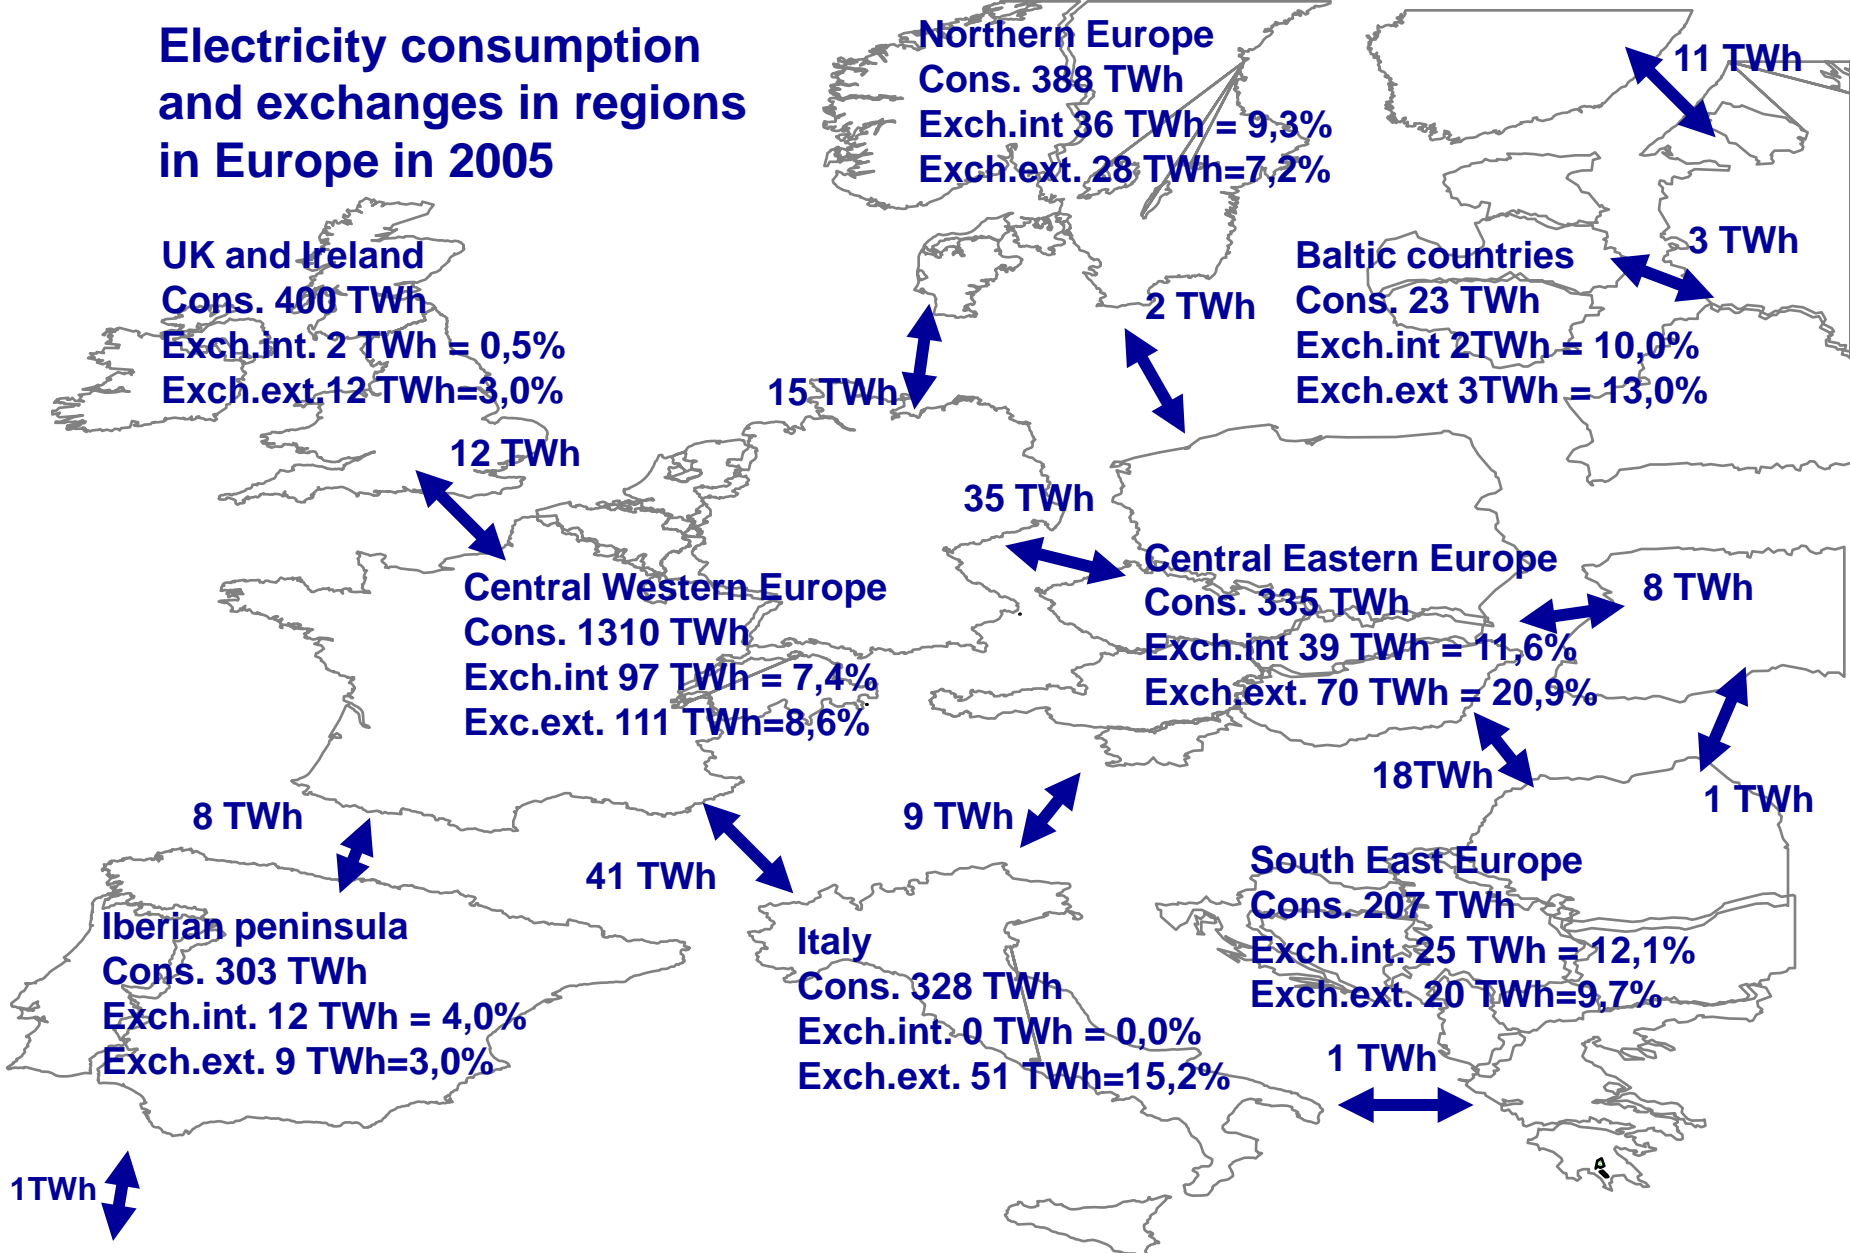 Electricity consumption
and exchanges in regions
in Europe in 2005
Northern Europe
Cons. 388 TWh
Exch.int 36 TWh = 9,3%
Exch.ext. 28 TWh=7,2%
11 TWh
UK and Ireland
Cons. 400 TWh
Exch.int. 2 TWh = 0,5%
Exch.ext.12 TWh=3,0%
3 TWh
Baltic countries
Cons. 23 TWh
Exch.int 2TWh = 10,0%
Exch.ext 3TWh = 13,0%
2 TWh
15 TWh
12 TWh
35 TWh
Central Western Europe
Cons. 1310 TWh
Exch.int 97 TWh = 7,4%
Exc.ext. 111 TWh=8,6%
Central Eastern Europe
Cons. 335 TWh
Exch.int 39 TWh = 11,6%
Exch.ext. 70 TWh = 20,9%
8 TWh
18TWh
1 TWh
8 TWh
9 TWh
41 TWh
Iberian peninsula
Cons. 303 TWh
Exch.int. 12 TWh = 4,0%
Exch.ext. 9 TWh=3,0%
Italy
Cons. 328 TWh
Exch.int. 0 TWh = 0,0%
Exch.ext. 51 TWh=15,2%
South East Europe
Cons. 207 TWh
Exch.int. 25 TWh = 12,1%
Exch.ext. 20 TWh=9,7%
1 TWh
1TWh